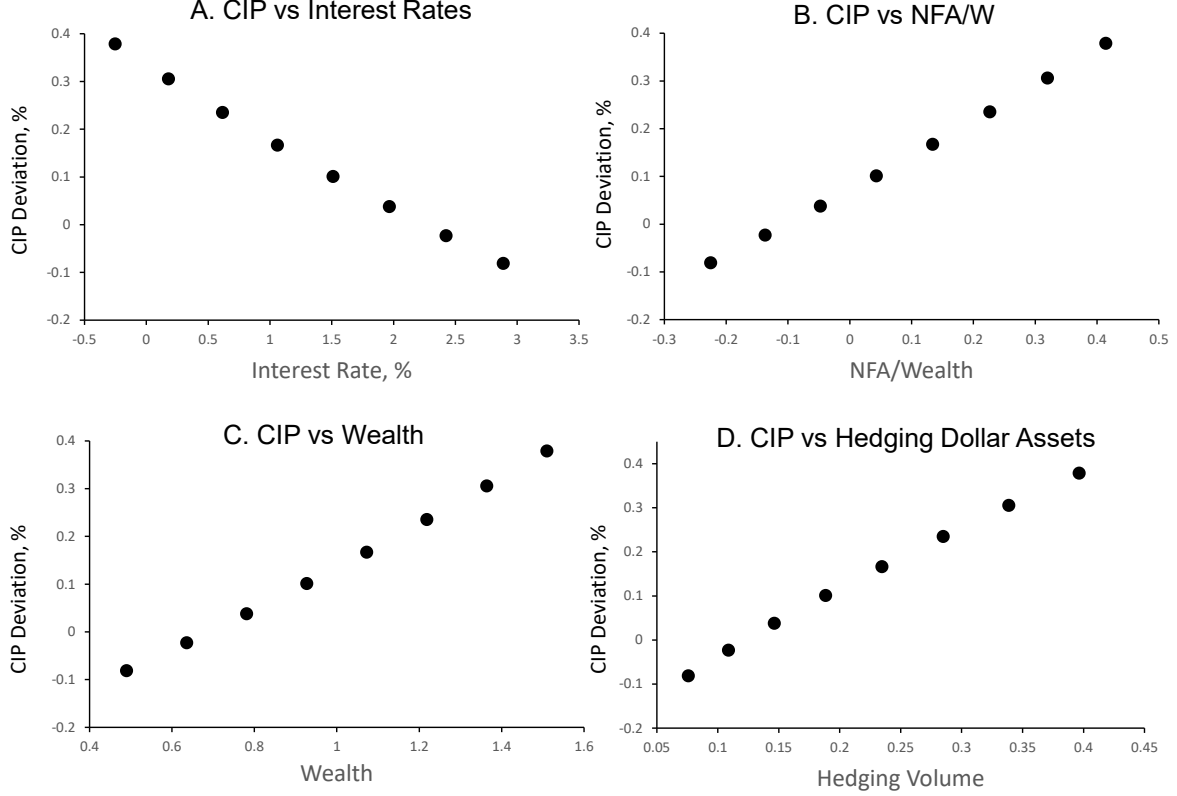 A. CIP vs Interest Rates
CIP Deviation, %
0.4
0.3
0.2
0.1
0
-0.1
-0.2
-0.5 0 0.5 1 1.5 2 2.5 3 3.5
Interest Rate, %
B. CIP vs NFA/W
CIP Deviation, %
0.4
0.3
0.2
0.1
0
-0.1
-0.2
-0.3 -0.2 -0.1 0 0.1 0.2 0.3 0.4 0.5
NFA/Wealth
C. CIP vs Wealth
CIP Deviation, %
0.4
0.3
0.2
0.1
0
-0.1
-0.2
0.4 0.6 0.8 1 1.2 1.4 1.6
Wealth
D. CIP vs Hedging Dollar Assets
CIP Deviation, %
0.4
0.3
0.2
0.1
0
-0.1
-0.2
0.05 0.1 0.15 0.2 0.25 0.3 0.35 0.4 0.45
Hedging Volume